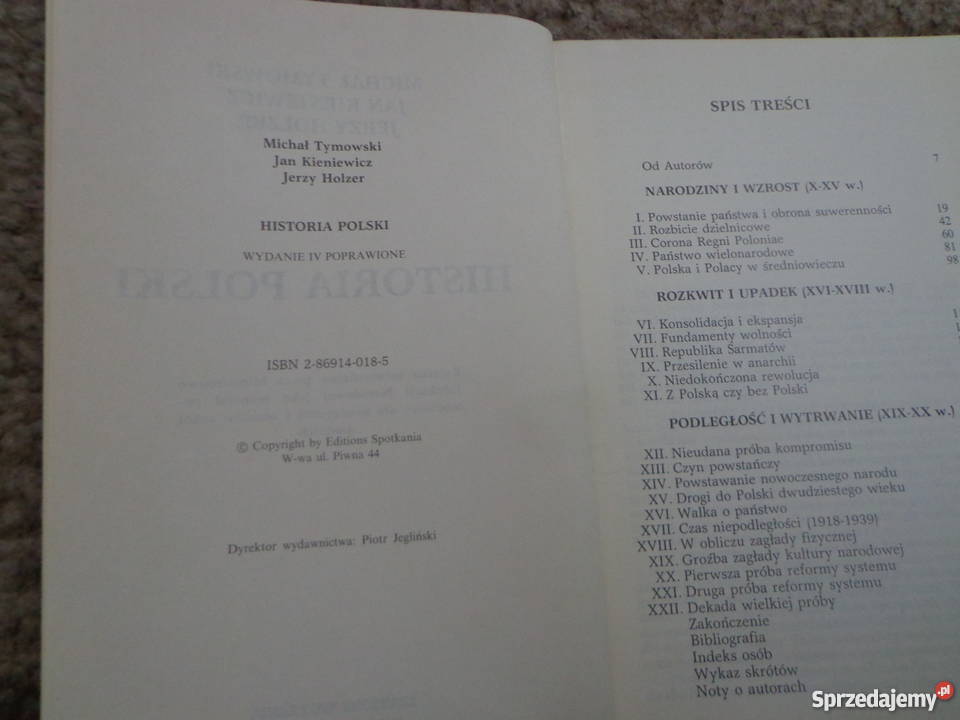 Michał Tymowski
Jan Kieniewicz
Jerzy Holzer
HISTORIA POLSKI
WYDANIE IV POPRAWIONE
HISTORIA POLSKI
ISBN 2-86914-018-5
© Copyright by Editions Spotkania
W-wa ul. Piwna 44
Dyrektor wydawnictwa: Piotr Jegliński
SPIS TREŚCI
Od Autorów 7
NARODZINY I WZROST (X-XV w.)
I. Powstanie państwa i obrona suwerenności 19
II. Rozbicie dzielnicowe 42
III. Corona Regni Poloniae 60
IV. Państwo wielonarodowe 81
V. Polska i Polacy w średniowieczu 98
ROZKWIT I UPADEK (XVI-XVIII w.)
VI. Konsolidacja i ekspansja
VII. Fundamenty wolności
VIII. Republika Sarmatów
IX. Przesilenie w anarchii
X. Niedokończona rewolucja
XI. Z Polską czy bez Polski
PODLEGŁOŚĆ I WYTRWANIE (XIX-XX w.)
XII. Nieudana próba kompromisu
XIII. Czyn powstańczy
XIV. Powstawanie nowoczesnego narodu
XV. Drogi do Polski dwudziestego wieku
XVI. Walka o państwo
XVII. Czas niepodległości (1918-1939)
XVIII. W obliczu zagłady fizycznej
XIX. Groźba zagłady kultury narodowej
XX. Pierwsza próba reformy systemu
XXI. Druga próba reformy systemu
XXII. Dekada wielkiej próby
Zakończenie
Bibliografia
Indeks osób
Wykaz skrótów
Noty o autorach
Sprzedajemy.pl